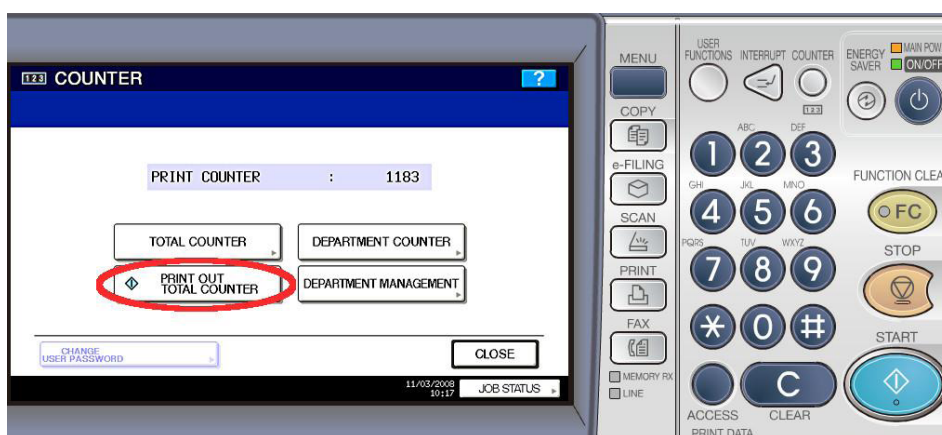 123 COUNTER
?
PRINT COUNTER : 1183
TOTAL COUNTER
DEPARTMENT COUNTER
PRINT OUT
TOTAL COUNTER
DEPARTMENT MANAGEMENT
CHANGE
USER PASSWORD
CLOSE
11/03/2008
10:17
JOB STATUS
MENU
COPY
e-FILING
SCAN
PRINT
FAX
MEMORY RX
LINE
USER
FUNCTIONS
INTERRUPT
COUNTER
123
ENERGY
SAVER
MAIN POW
ON/OFF
ABC
DEF
1
2
3
GHI
JKL
MNO
4
5
6
PQRS
TUV
WXYZ
7
8
9
*
0
#
ACCESS
C
CLEAR
FUNCTION CLEA
FC
STOP
START
PRINT DATA